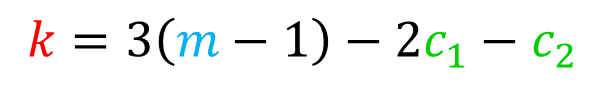 k = 3(m − 1) − 2c₁ − c₂